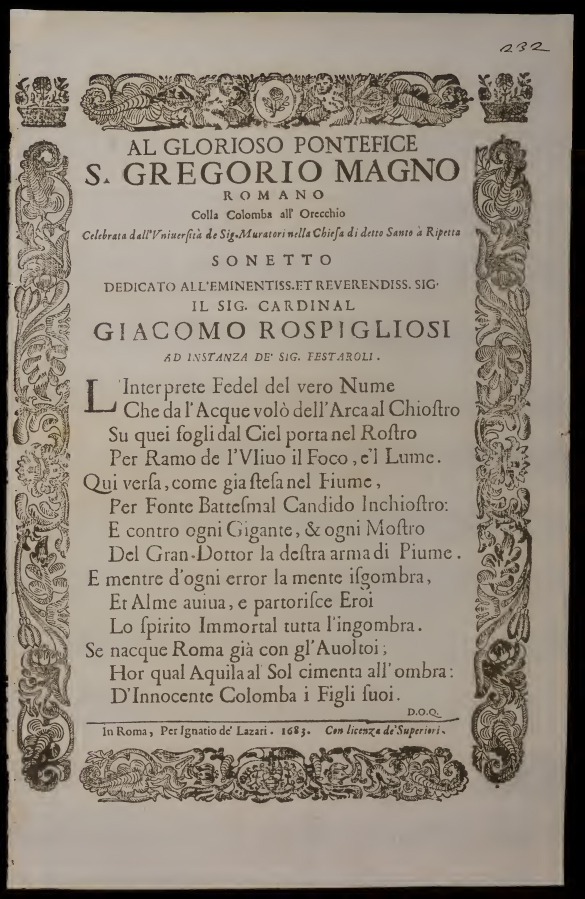 232
AL GLORIOSO PONTEFICE
S. GREGORIO MAGNO
ROMANO
Colla Colomba all' Orecchio
Celebrata dall'Vniuerſità de Sig. Muratori nella Chieſa di detto Santo à Ripetta
SONETTO
DEDICATO ALL'EMINENTISS. ET REVERENDISS. SIG.
IL SIG. CARDINAL
GIACOMO ROSPIGLIOSI
AD INSTANZA DE' SIG. FESTAROLI.
L'Interprete Fedel del vero Nume
Che da l'Acque volò dell'Arca al Chioſtro
Su quei fogli dal Ciel porta nel Roſtro
Per Ramo de l'Vliuo il Foco, e'l Lume.
Qui verſa, come gia ſteſa nel Fiume,
Per Fonte Batteſmal Candido Inchioſtro:
E contro ogni Gigante, & ogni Moſtro
Del Gran-Dottor la deſtra arma di Piume.
E mentre d'ogni error la mente iſgombra,
Et Alme auiua, e partoriſce Eroi
Lo ſpirito Immortal tutta l'ingombra.
Se nacque Roma già con gl'Auoltoi;
Hor qual Aquila al Sol cimenta all'ombra:
D'Innocente Colomba i Figli ſuoi.
D.O.Q.
In Roma, Per Ignatio de' Lazari. 1683. Con licenza de' Superiori.